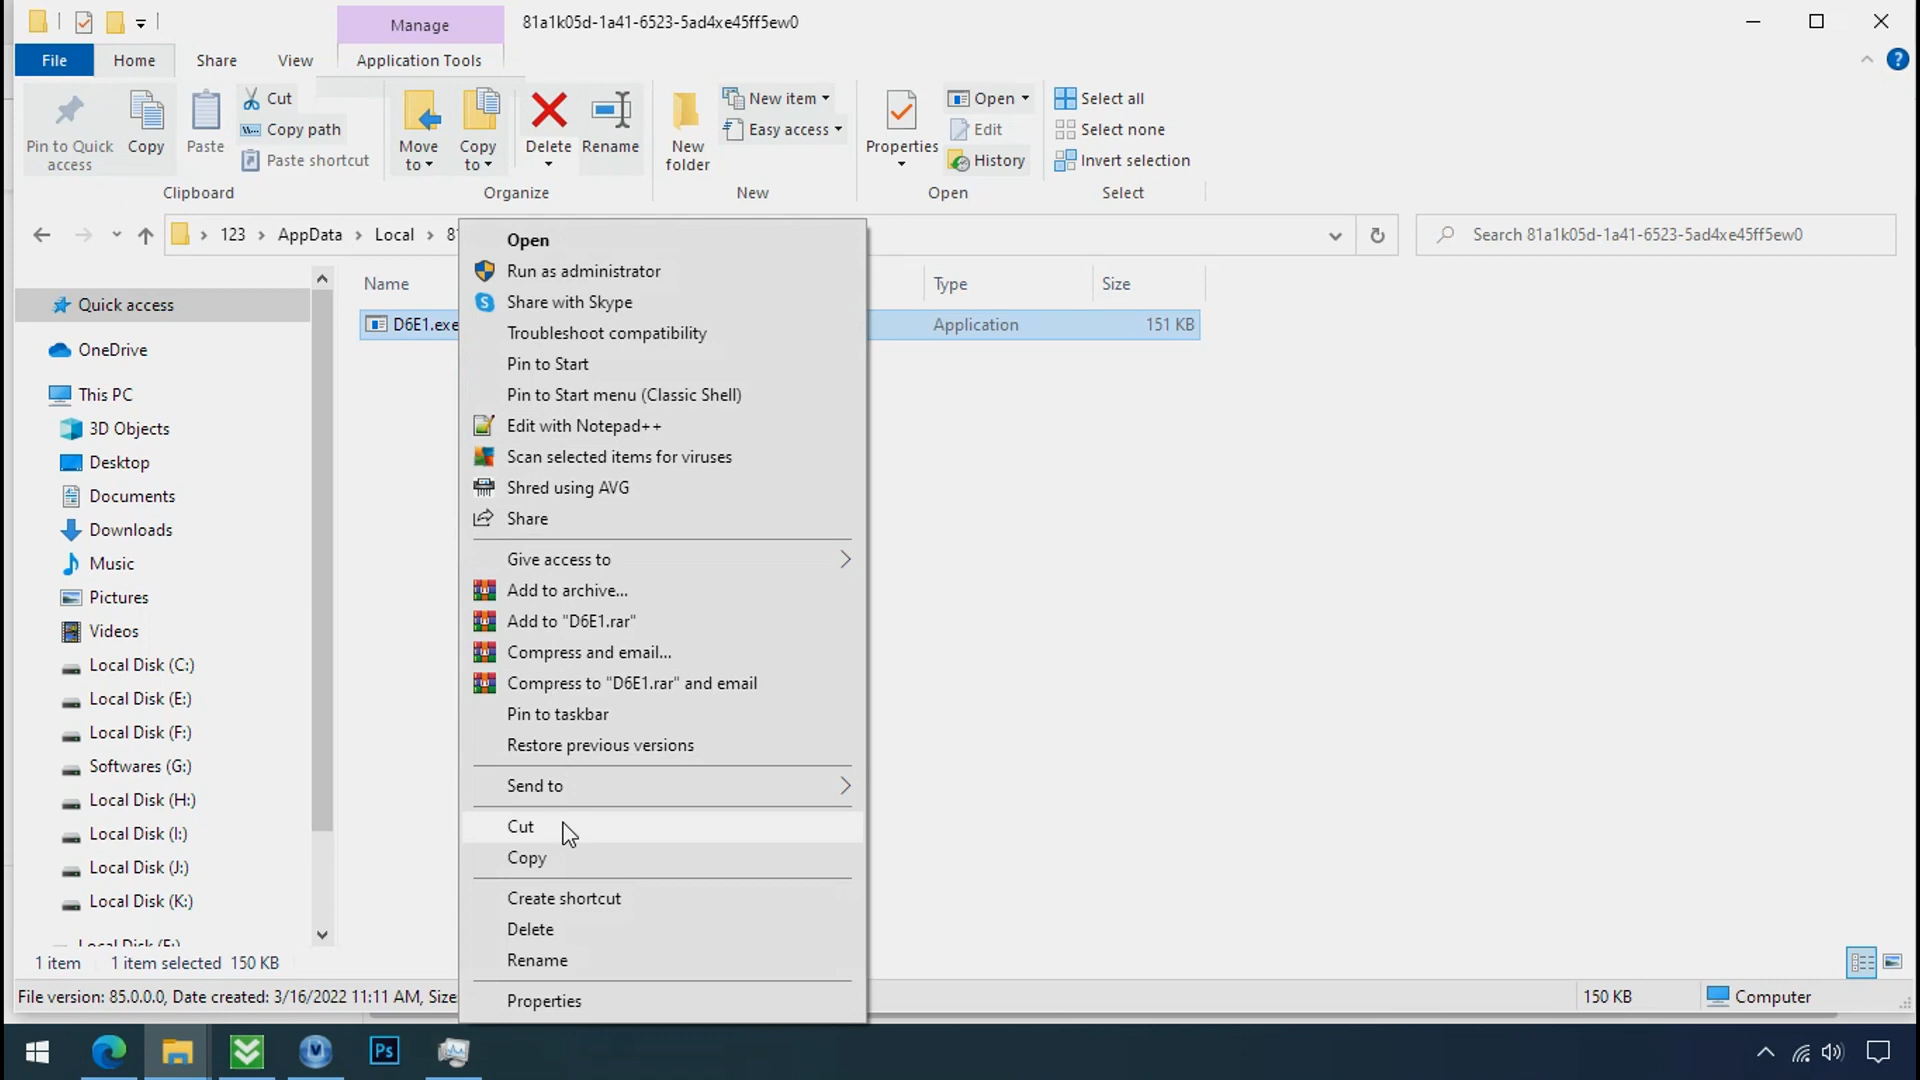 Manage
81a1k05d-1a41-6523-5ad4xe45ff5ew0
File
Home
Share
View
Application Tools
Pin to Quick access
Copy
Paste
Cut
Copy path
Paste shortcut
Clipboard
Move to
Copy to
Delete
Rename
Organize
New folder
New item
Easy access
New
Properties
Open
Edit
History
Open
Select all
Select none
Invert selection
Select
123
AppData
Local
Search 81a1k05d-1a41-6523-5ad4xe45ff5ew0
Name
Type
Size
D6E1.exe
Application
151 KB
Quick access
OneDrive
This PC
3D Objects
Desktop
Documents
Downloads
Music
Pictures
Videos
Local Disk (C:)
Local Disk (E:)
Local Disk (F:)
Softwares (G:)
Local Disk (H:)
Local Disk (I:)
Local Disk (J:)
Local Disk (K:)
Open
Run as administrator
Share with Skype
Troubleshoot compatibility
Pin to Start
Pin to Start menu (Classic Shell)
Edit with Notepad++
Scan selected items for viruses
Shred using AVG
Share
Give access to
Add to archive...
Add to "D6E1.rar"
Compress and email...
Compress to "D6E1.rar" and email
Pin to taskbar
Restore previous versions
Send to
Cut
Copy
Create shortcut
Delete
Rename
Properties
1 item
1 item selected 150 KB
File version: 85.0.0.0, Date created: 3/16/2022 11:11 AM, Size
150 KB
Computer
Ps